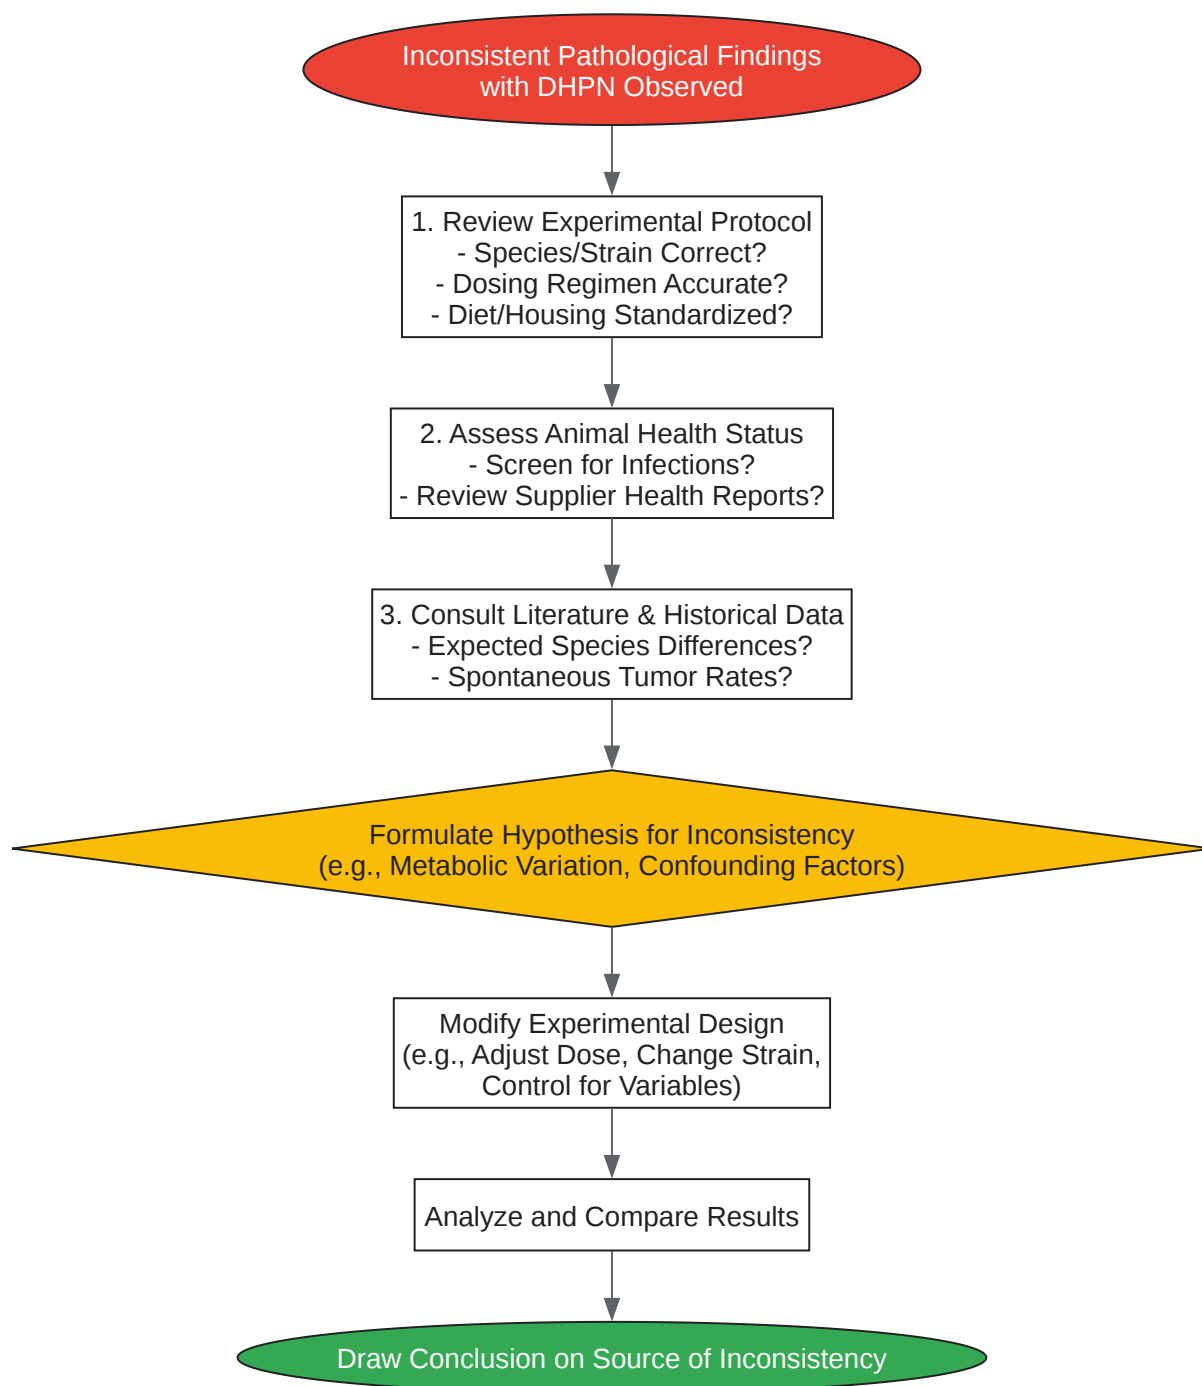 Inconsistent Pathological Findings
with DHPN Observed
1. Review Experimental Protocol
- Species/Strain Correct?
- Dosing Regimen Accurate?
- Diet/Housing Standardized?
2. Assess Animal Health Status
- Screen for Infections?
- Review Supplier Health Reports?
3. Consult Literature & Historical Data
- Expected Species Differences?
- Spontaneous Tumor Rates?
Formulate Hypothesis for Inconsistency
(e.g., Metabolic Variation, Confounding Factors)
Modify Experimental Design
(e.g., Adjust Dose, Change Strain,
Control for Variables)
Analyze and Compare Results
Draw Conclusion on Source of Inconsistency